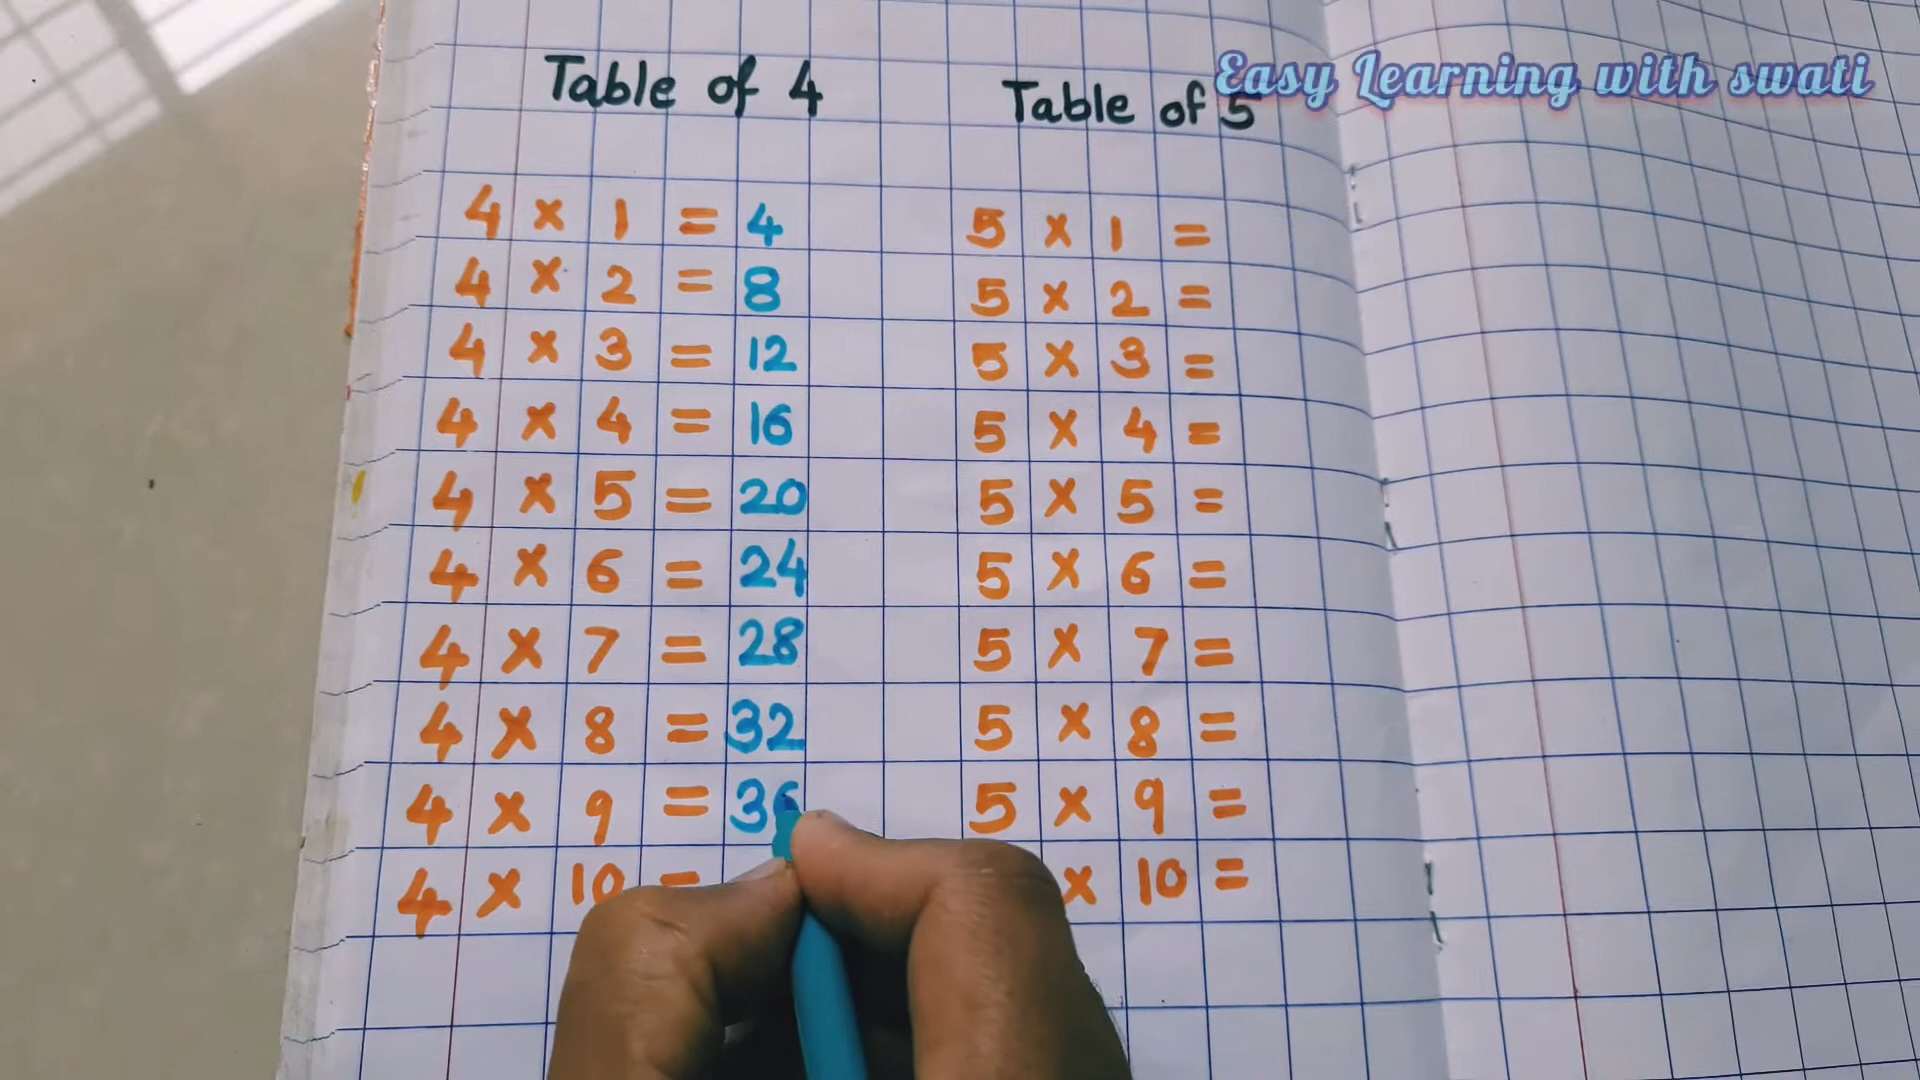 Easy Learning with swati
Table of 4
4 × 1 = 4
4 × 2 = 8
4 × 3 = 12
4 × 4 = 16
4 × 5 = 20
4 × 6 = 24
4 × 7 = 28
4 × 8 = 32
4 × 9 = 36
4 × 10 =
Table of 5
5 × 1 =
5 × 2 =
5 × 3 =
5 × 4 =
5 × 5 =
5 × 6 =
5 × 7 =
5 × 8 =
5 × 9 =
× 10 =